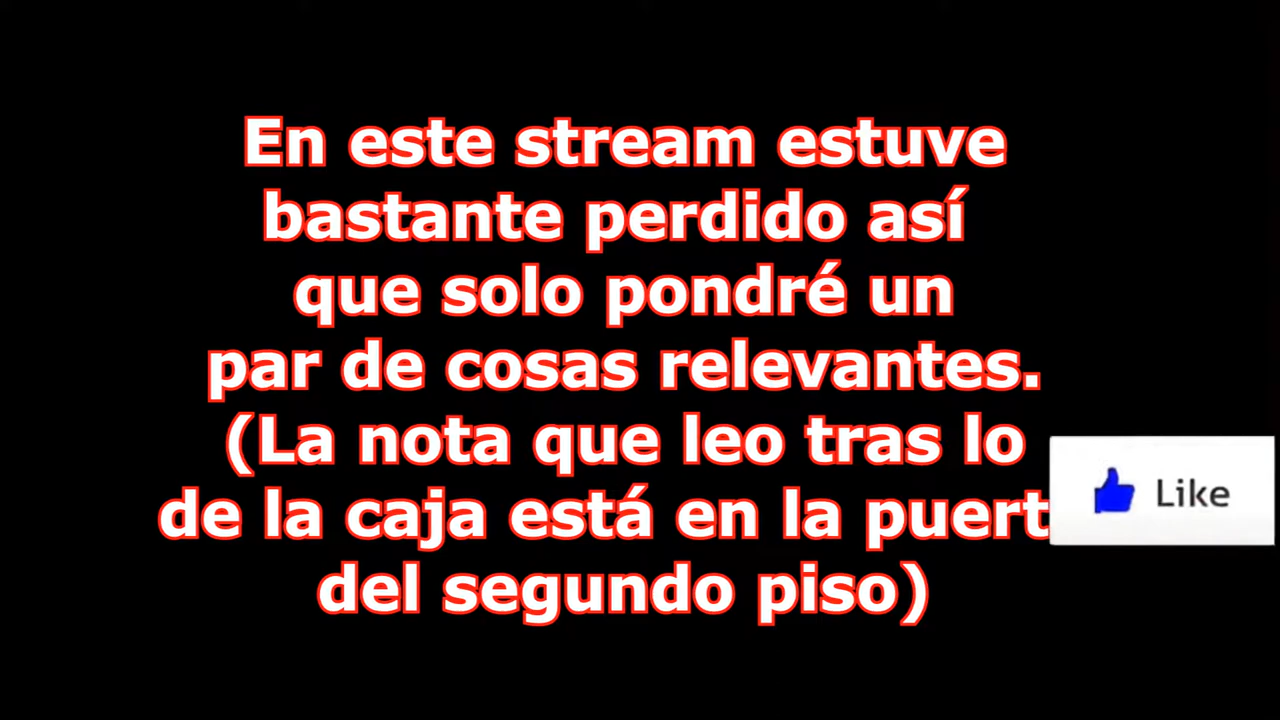 En este stream estuve
bastante perdido así
que solo pondré un
par de cosas relevantes.
(La nota que leo tras lo
de la caja está en la puert
del segundo piso)
Like